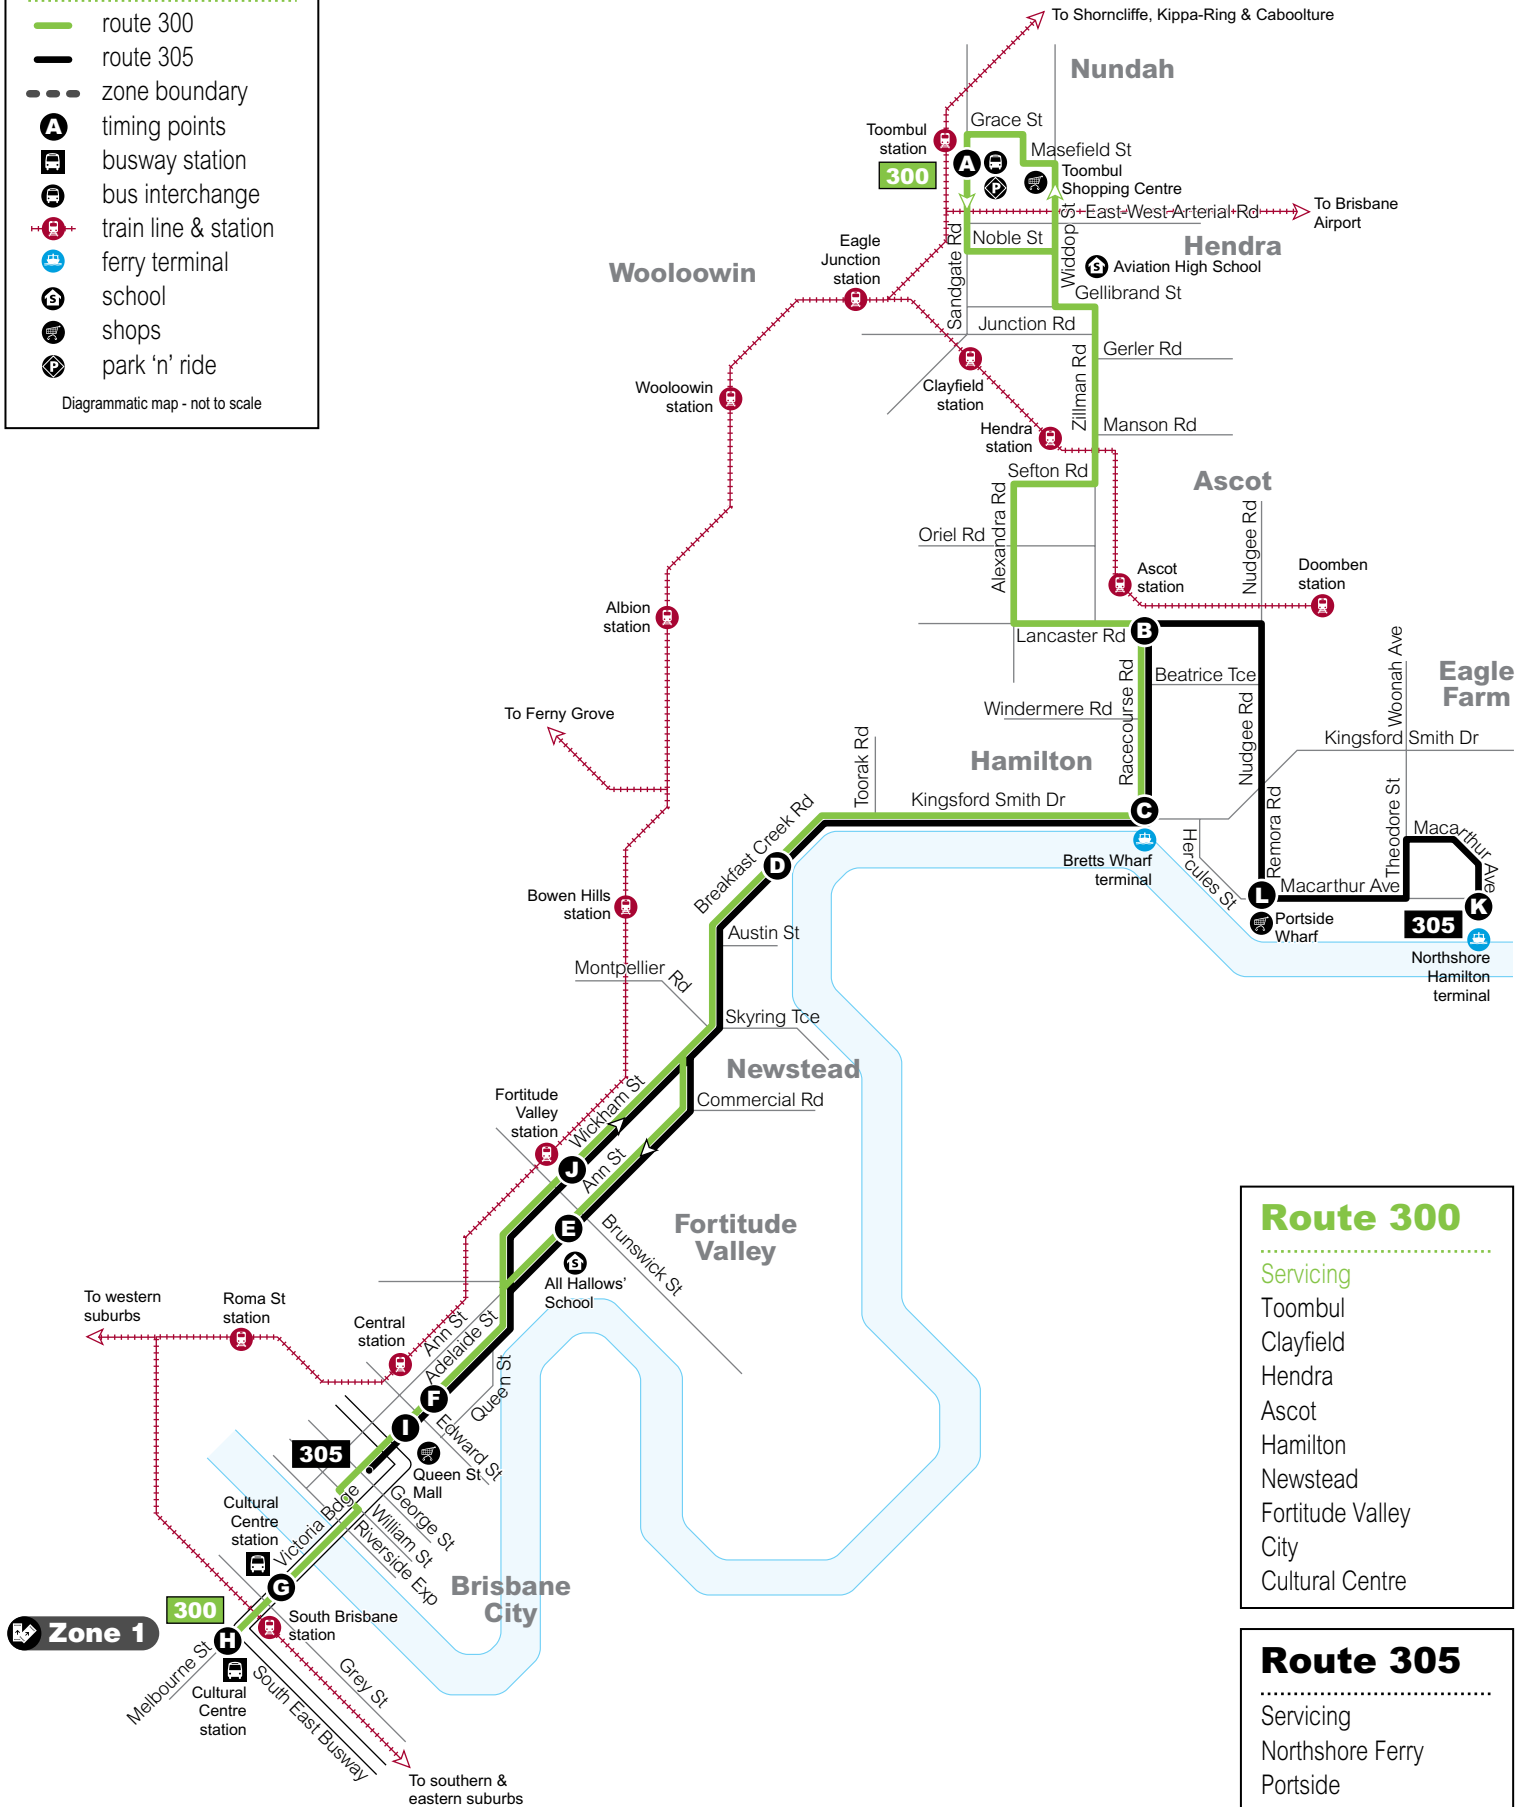 route 300
route 305
zone boundary
A
timing points
busway station
bus interchange
train line & station
ferry terminal
school
shops
P
park ‘n’ ride
Diagrammatic map - not to scale
To Shorncliffe, Kippa-Ring & Caboolture
Nundah
Grace St
Toombul
station
Masefield St
A
300
P
Toombul
Shopping Centre
East-West Arterial Rd
To Brisbane
Airport
Sandgate Rd
Noble St
Widdop St
Hendra
Eagle
Junction
station
Wooloowin
S
Aviation High School
Gellibrand St
Junction Rd
Gerler Rd
Zillman Rd
Clayfield
station
Wooloowin
station
Hendra
station
Manson Rd
Sefton Rd
Ascot
Alexandra Rd
Oriel Rd
Nudgee Rd
Ascot
station
Doomben
station
Albion
station
Lancaster Rd
B
Beatrice Tce
Woonah Ave
Eagle
Farm
Racecourse Rd
Windermere Rd
Nudgee Rd
To Ferny Grove
Kingsford Smith Dr
Toorak Rd
Hamilton
Kingsford Smith Dr
C
Breakfast Creek Rd
D
Bretts Wharf
terminal
Hercules St
Remora Rd
Theodore St
Macarthur Ave
Macarthur Ave
L
K
305
Portside
Wharf
Northshore
Hamilton
terminal
Bowen Hills
station
Austin St
Montpellier Rd
Skyring Tce
Newstead
Commercial Rd
Fortitude
Valley
station
Wickham St
J
Ann St
E
Brunswick St
Fortitude
Valley
S
All Hallows’
School
To western
suburbs
Roma St
station
Central
station
Ann St
Adelaide St
Queen St
F
I
Edward St
305
Queen St
Mall
George St
William St
Riverside Exp
Victoria Bdge
Cultural
Centre
station
G
Brisbane
City
300
South Brisbane
station
Zone 1
H
Melbourne St
Cultural
Centre
station
South East Busway
Grey St
To southern &
eastern suburbs
Route 300
Servicing
Toombul
Clayfield
Hendra
Ascot
Hamilton
Newstead
Fortitude Valley
City
Cultural Centre
Route 305
Servicing
Northshore Ferry
Portside